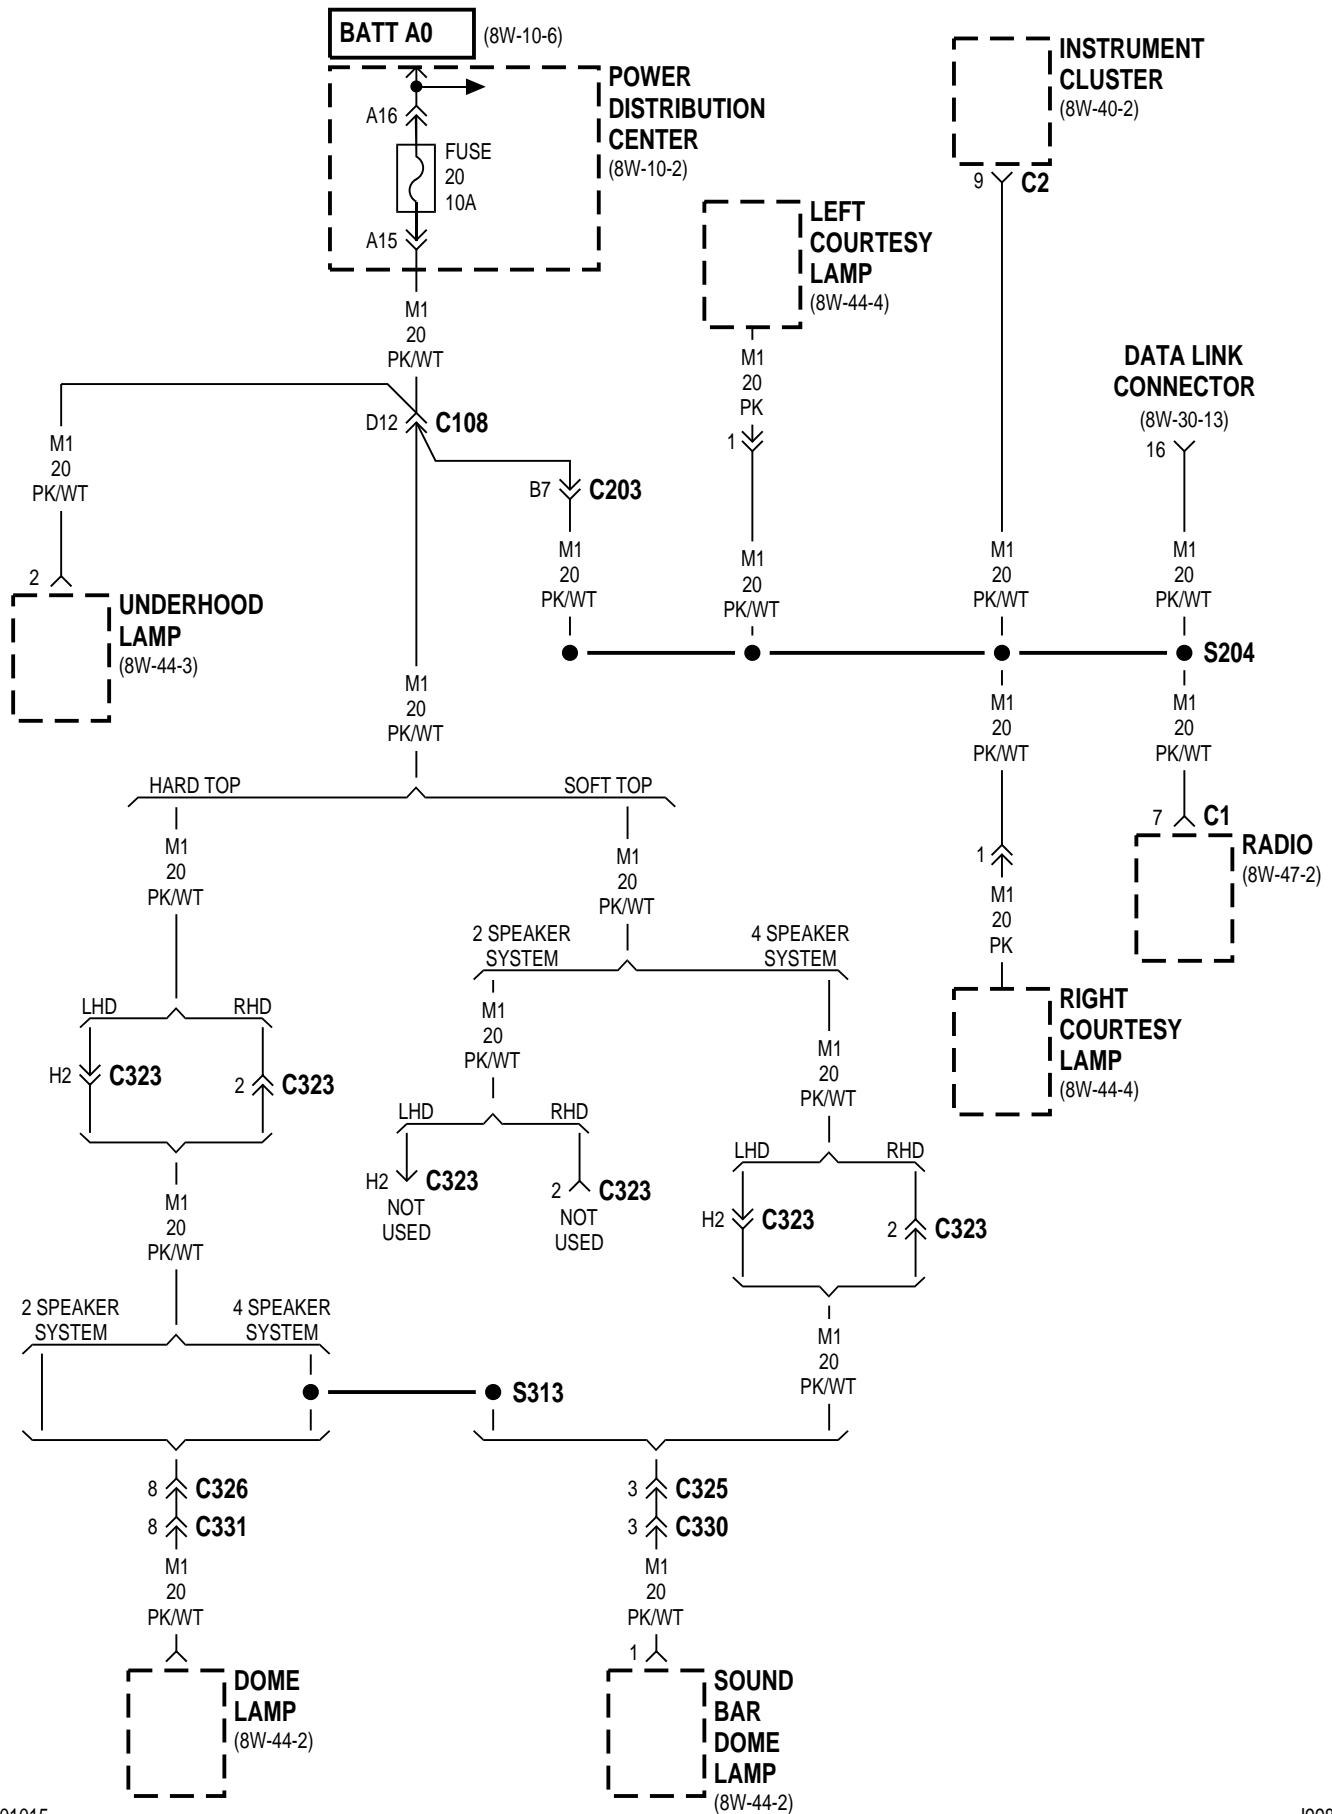 BATT A0
(8W-10-6)
POWER
DISTRIBUTION
CENTER
(8W-10-2)
A16
FUSE
20
10A
A15
INSTRUMENT
CLUSTER
(8W-40-2)
9
C2
LEFT
COURTESY
LAMP
(8W-44-4)
M1
20
PK/WT
M1
20
PK
1
DATA LINK
CONNECTOR
(8W-30-13)
16
D12
C108
M1
20
PK/WT
B7
C203
M1
20
PK/WT
M1
20
PK/WT
M1
20
PK/WT
M1
20
PK/WT
2
UNDERHOOD
LAMP
(8W-44-3)
S204
M1
20
PK/WT
M1
20
PK/WT
M1
20
PK/WT
HARD TOP
SOFT TOP
7
C1
RADIO
(8W-47-2)
M1
20
PK/WT
M1
20
PK/WT
1
M1
20
PK
2 SPEAKER
SYSTEM
4 SPEAKER
SYSTEM
RIGHT
COURTESY
LAMP
(8W-44-4)
LHD
RHD
H2
C323
2
C323
M1
20
PK/WT
M1
20
PK/WT
LHD
RHD
H2
C323
NOT
USED
2
C323
NOT
USED
LHD
RHD
H2
C323
2
C323
M1
20
PK/WT
2 SPEAKER
SYSTEM
4 SPEAKER
SYSTEM
M1
20
PK/WT
S313
8
C326
8
C331
3
C325
3
C330
M1
20
PK/WT
M1
20
PK/WT
1
DOME
LAMP
(8W-44-2)
SOUND
BAR
DOME
LAMP
(8W-44-2)